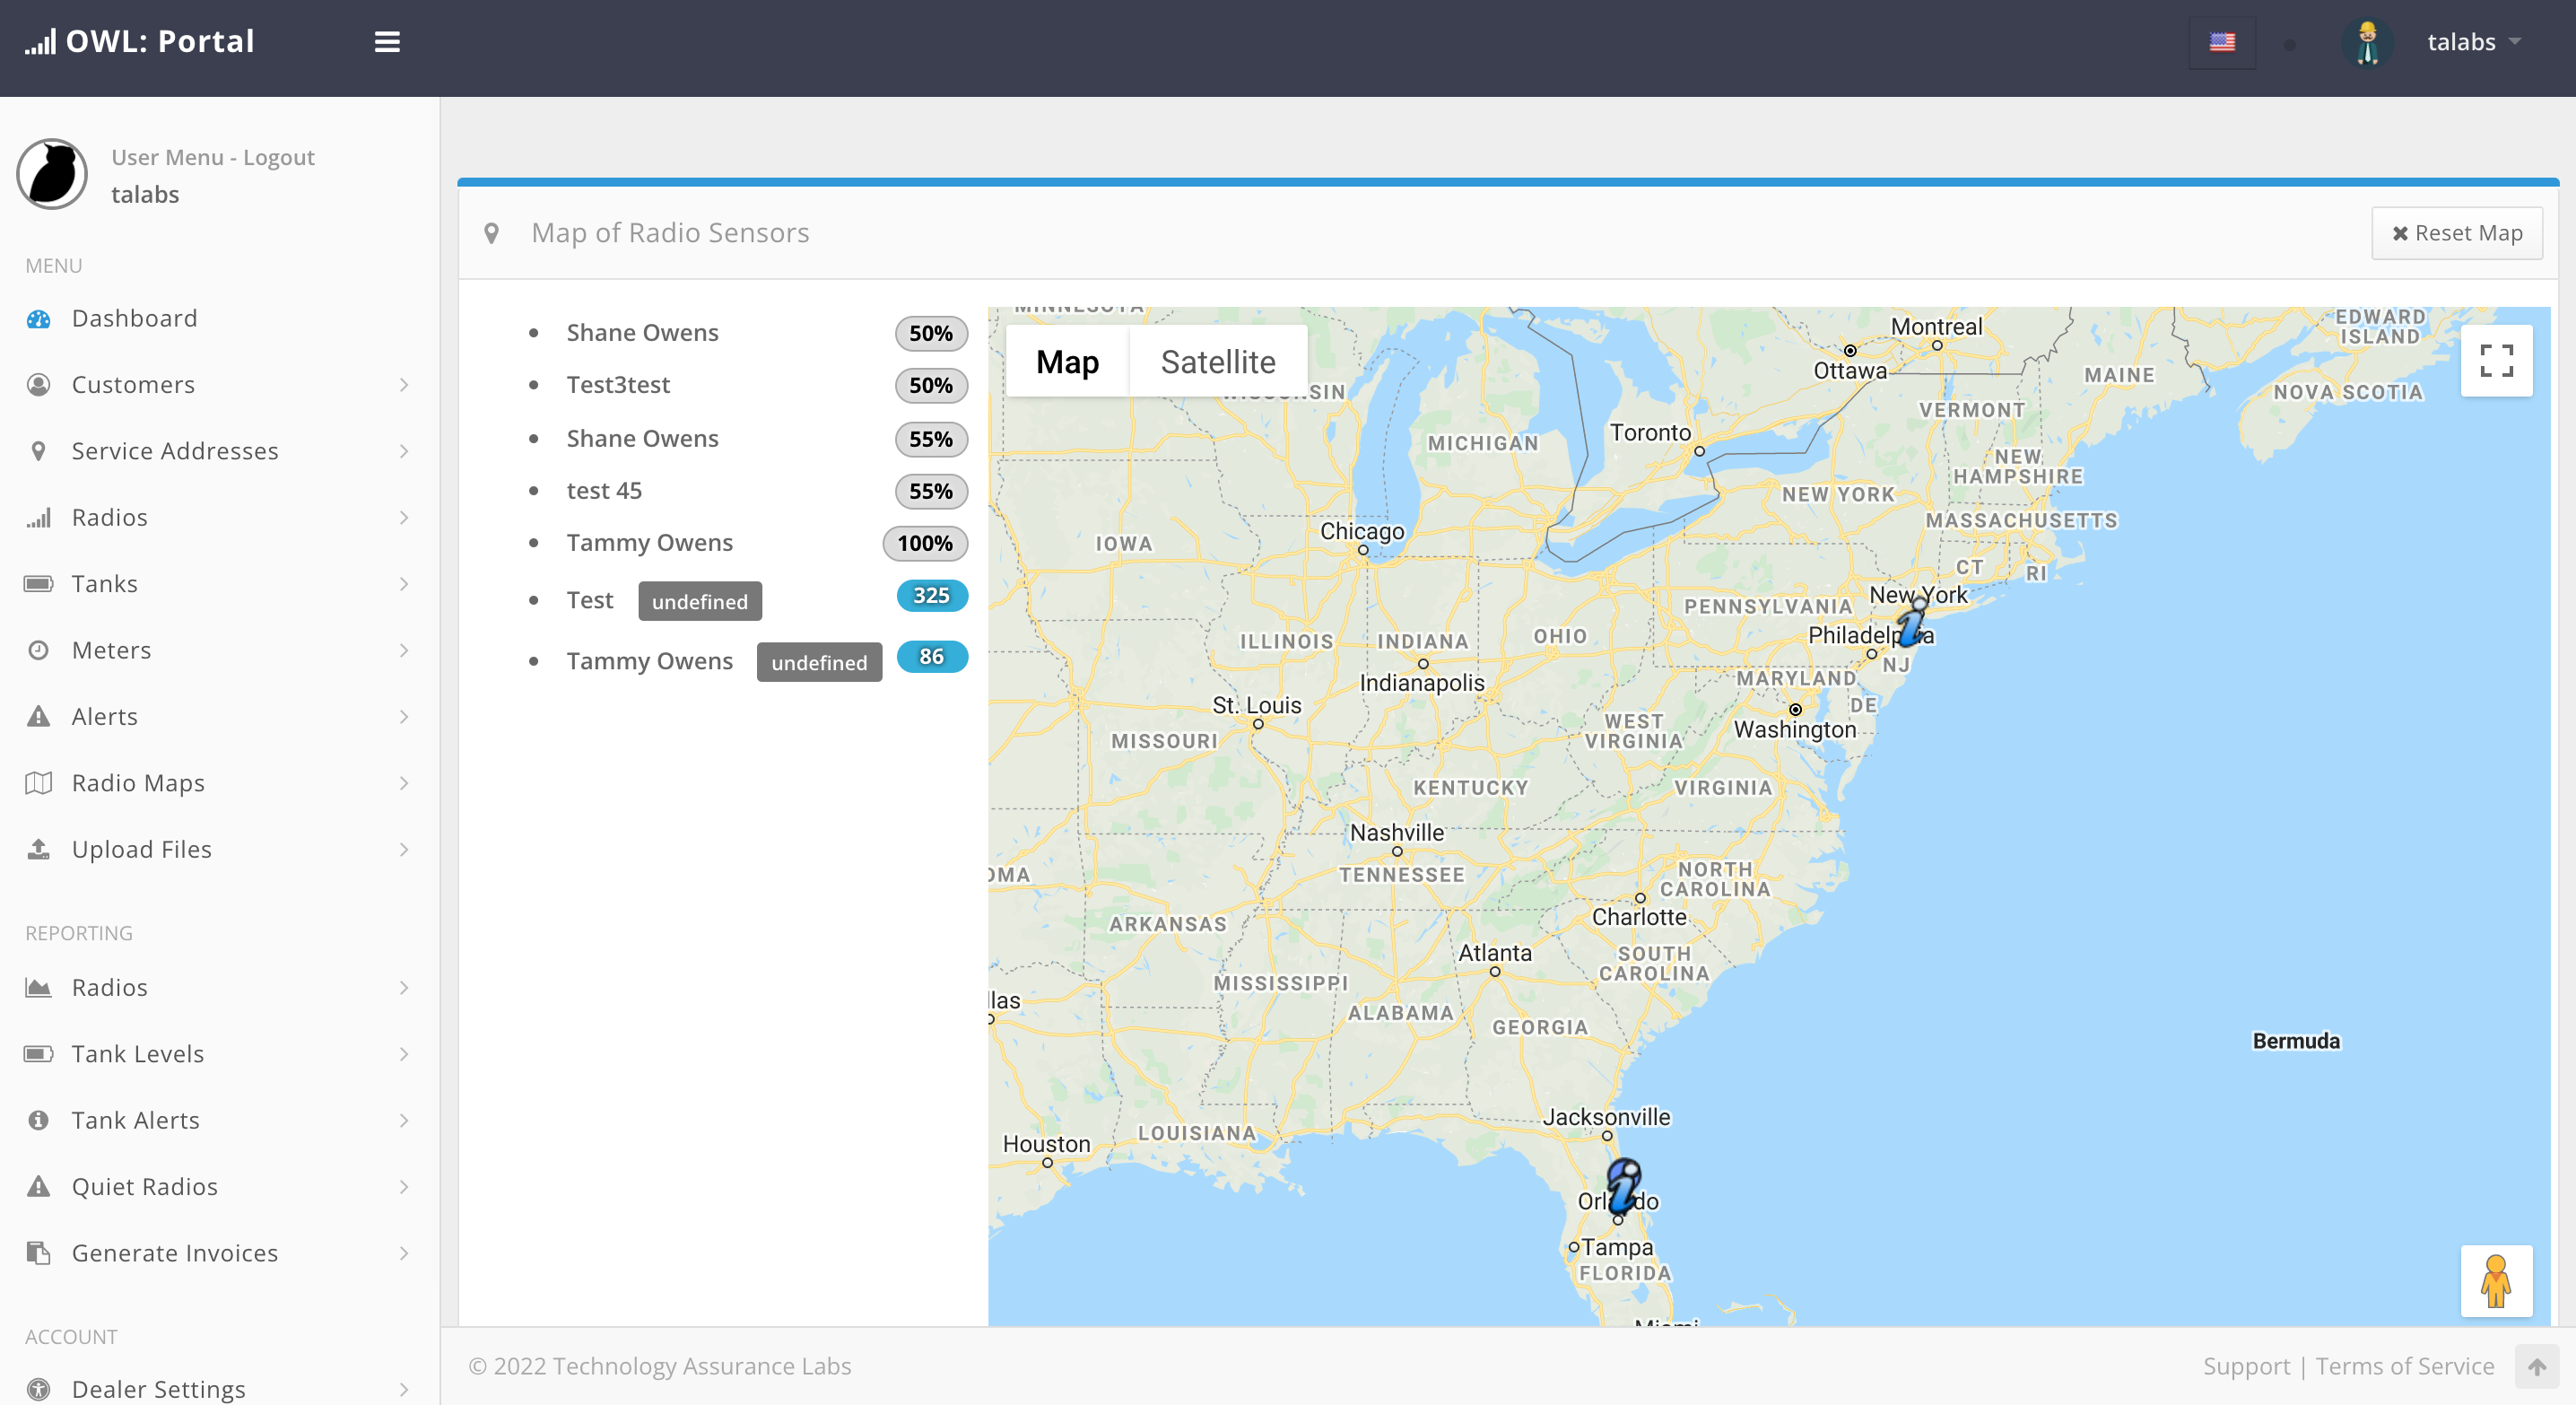 OWL: Portal
talabs
User Menu - Logout
talabs
MENU
Dashboard
Customers
Service Addresses
Radios
Tanks
Meters
Alerts
Radio Maps
Upload Files
REPORTING
Radios
Tank Levels
Tank Alerts
Quiet Radios
Generate Invoices
ACCOUNT
Dealer Settings
Map of Radio Sensors
Reset Map
Shane Owens 50%
Test3test 50%
Shane Owens 55%
test 45 55%
Tammy Owens 100%
Test undefined 325
Tammy Owens undefined 86
Map Satellite
MINNESOTA
Montreal
EDWARD
ISLAND
Ottawa
MAINE
NOVA SCOTIA
VERMONT
Toronto
MICHIGAN
NEW
HAMPSHIRE
NEW YORK
MASSACHUSETTS
Chicago
IOWA
CT
RI
New York
PENNSYLVANIA
ILLINOIS
INDIANA
OHIO
NJ
Indianapolis
MARYLAND
St. Louis
DE
WEST
VIRGINIA
Washington
MISSOURI
KENTUCKY
VIRGINIA
Nashville
TENNESSEE
OMA
NORTH
CAROLINA
ARKANSAS
Charlotte
Atlanta
SOUTH
CAROLINA
MISSISSIPPI
llas
ALABAMA
GEORGIA
Bermuda
Jacksonville
LOUISIANA
Houston
Tampa
FLORIDA
© 2022 Technology Assurance Labs
Support | Terms of Service